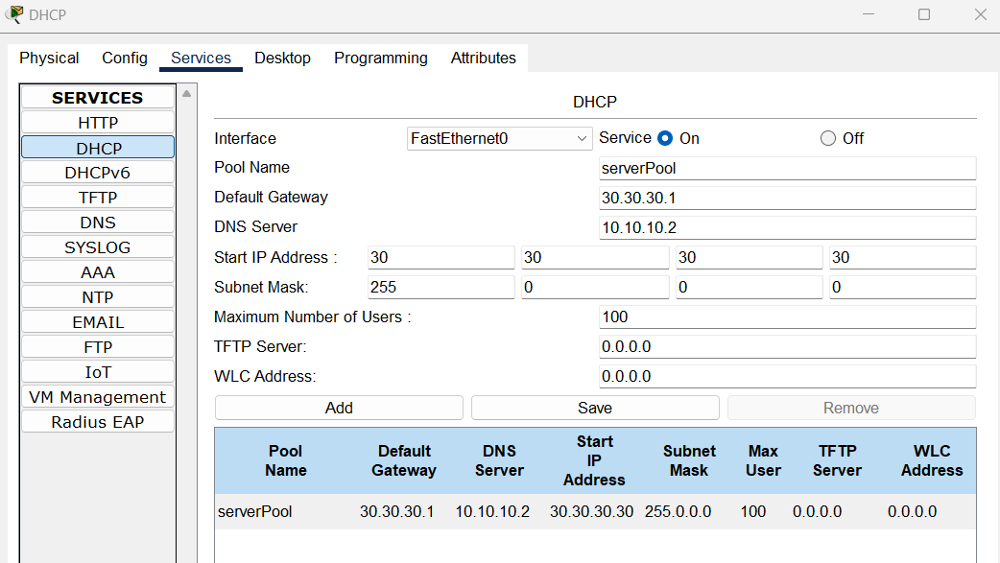 DHCP
Physical Config Services Desktop Programming Attributes
SERVICES
HTTP
DHCP
DHCPv6
TFTP
DNS
SYSLOG
AAA
NTP
EMAIL
FTP
IoT
VM Management
Radius EAP
DHCP
Interface FastEthernet0 Service On Off
Pool Name serverPool
Default Gateway 30.30.30.1
DNS Server 10.10.10.2
Start IP Address : 30 30 30 30
Subnet Mask: 255 0 0 0
Maximum Number of Users : 100
TFTP Server: 0.0.0.0
WLC Address: 0.0.0.0
Add Save Remove
Pool Name Default Gateway DNS Server Start IP Address Subnet Mask Max User TFTP Server WLC Address
serverPool 30.30.30.1 10.10.10.2 30.30.30.30 255.0.0.0 100 0.0.0.0 0.0.0.0